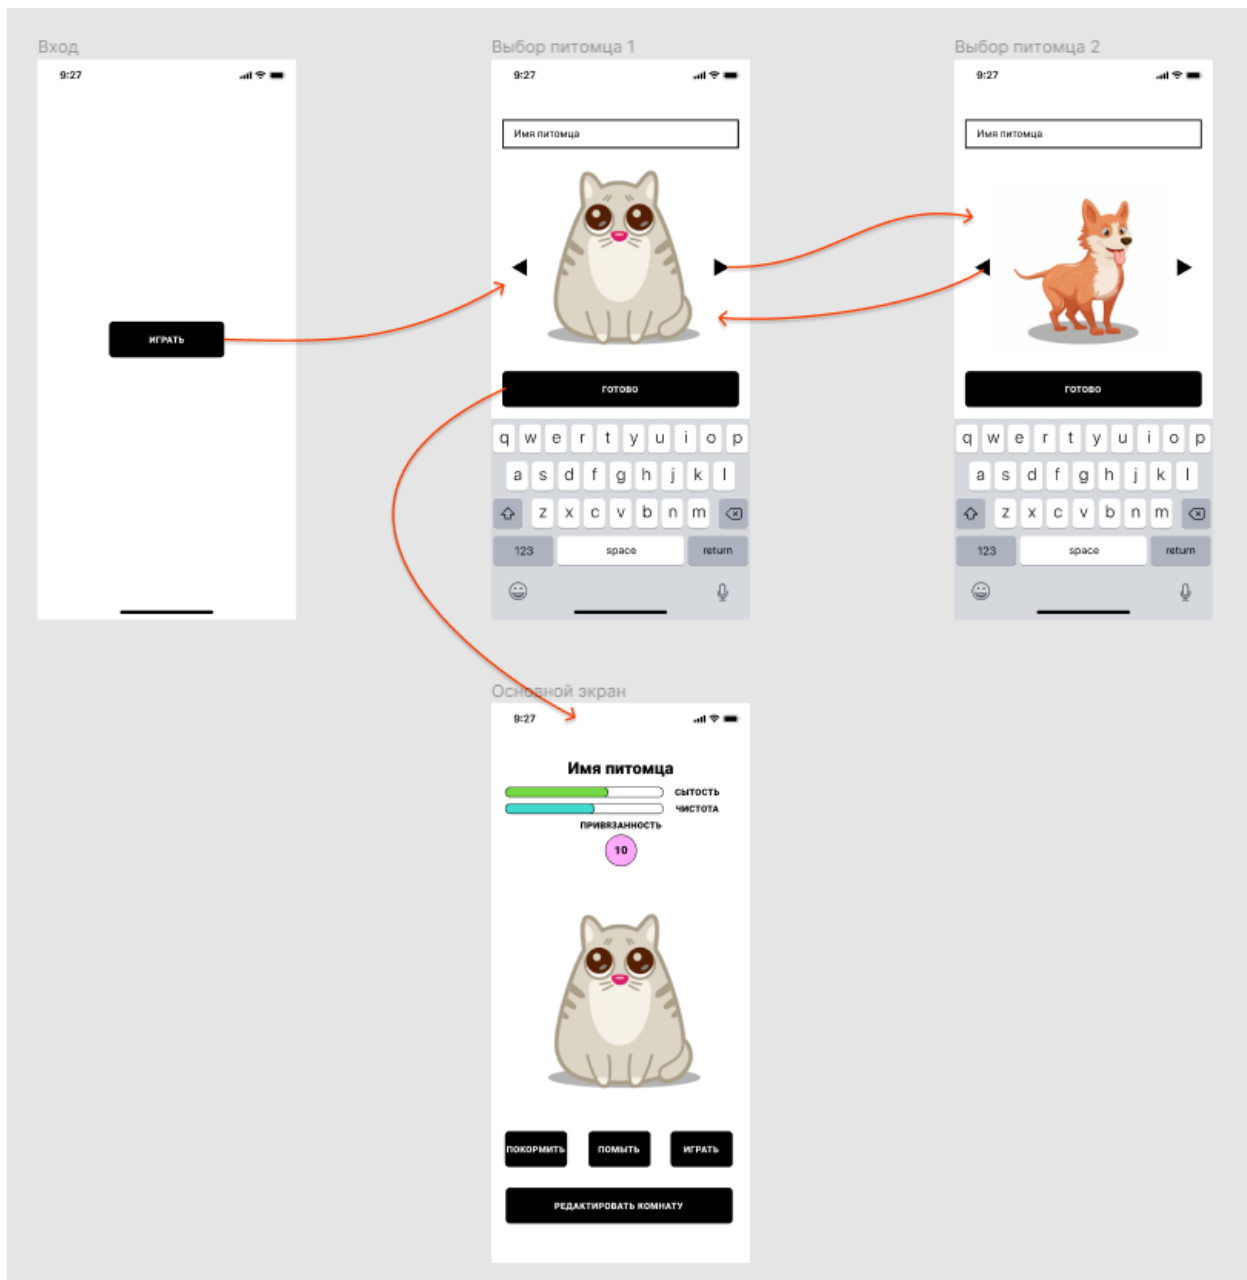 Вход
9:27
ИГРАТЬ
Выбор питомца 1
9:27
Имя питомца
ГОТОВО
q w e r t y u i o p
a s d f g h j k l
z x c v b n m
123 space return
Выбор питомца 2
9:27
Имя питомца
ГОТОВО
q w e r t y u i o p
a s d f g h j k l
z x c v b n m
123 space return
Основной экран
9:27
Имя питомца
СЫТОСТЬ
ЧИСТОТА
ПРИВЯЗАННОСТЬ
10
ПОКОРМИТЬ ПОМЫТЬ ИГРАТЬ
РЕДАКТИРОВАТЬ КОМНАТУ